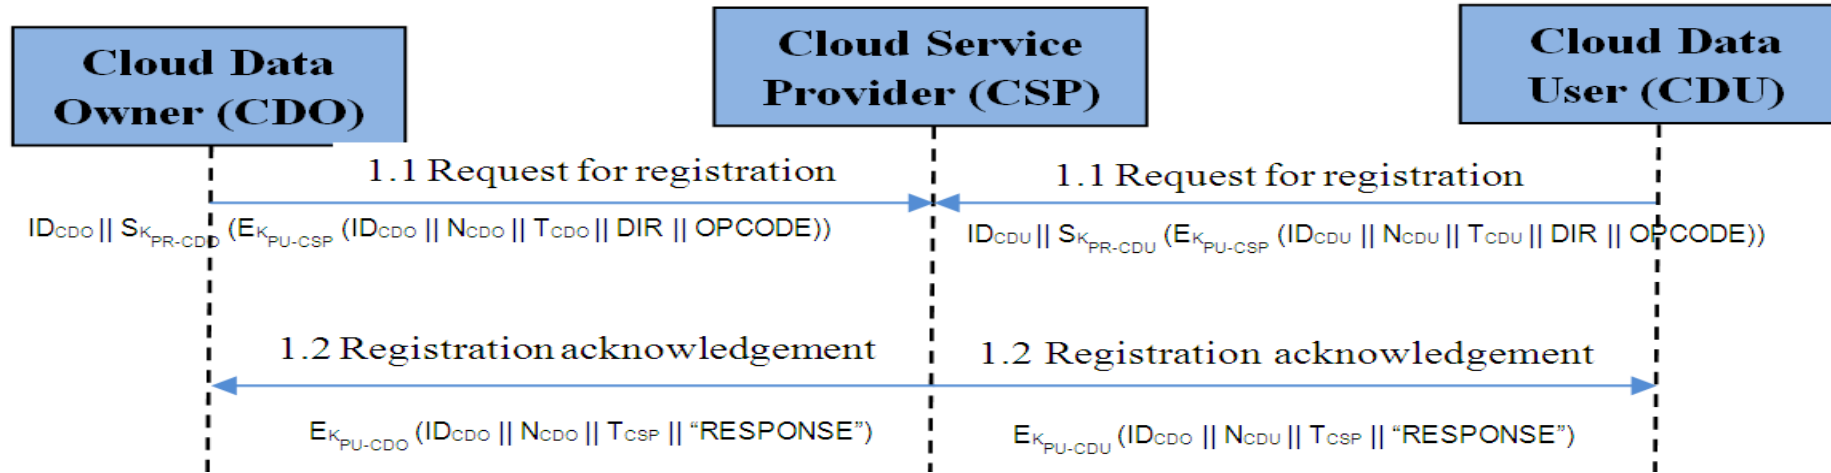 Cloud Data
Owner (CDO)
Cloud Service
Provider (CSP)
Cloud Data
User (CDU)
1.1 Request for registration
1.1 Request for registration
IDCDO || SKPR-CDO (EKPU-CSP (IDCDO || NCDO || TCDO || DIR || OPCODE))
IDCDU || SKPR-CDU (EKPU-CSP (IDCDU || NCDU || TCDU || DIR || OPCODE))
1.2 Registration acknowledgement
1.2 Registration acknowledgement
EKPU-CDO (IDCDO || NCDO || TCSP || “RESPONSE”)
EKPU-CDU (IDCDO || NCDU || TCSP || “RESPONSE”)